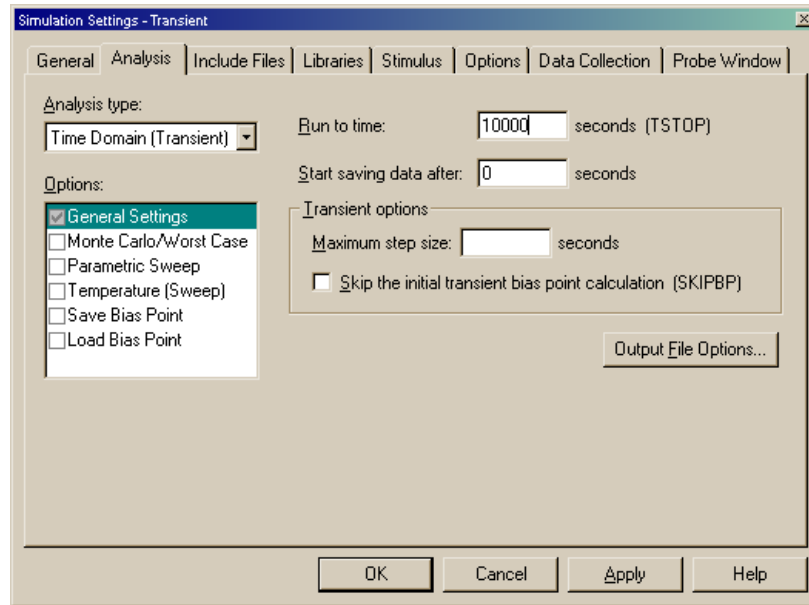 Simulation Settings - Transient
General Analysis Include Files Libraries Stimulus Options Data Collection Probe Window
Analysis type:
Time Domain (Transient)
Options:
General Settings
Monte Carlo/Worst Case
Parametric Sweep
Temperature (Sweep)
Save Bias Point
Load Bias Point
Run to time: 10000 seconds (TSTOP)
Start saving data after: 0 seconds
Transient options
Maximum step size: seconds
Skip the initial transient bias point calculation (SKIPBP)
Output File Options...
OK Cancel Apply Help